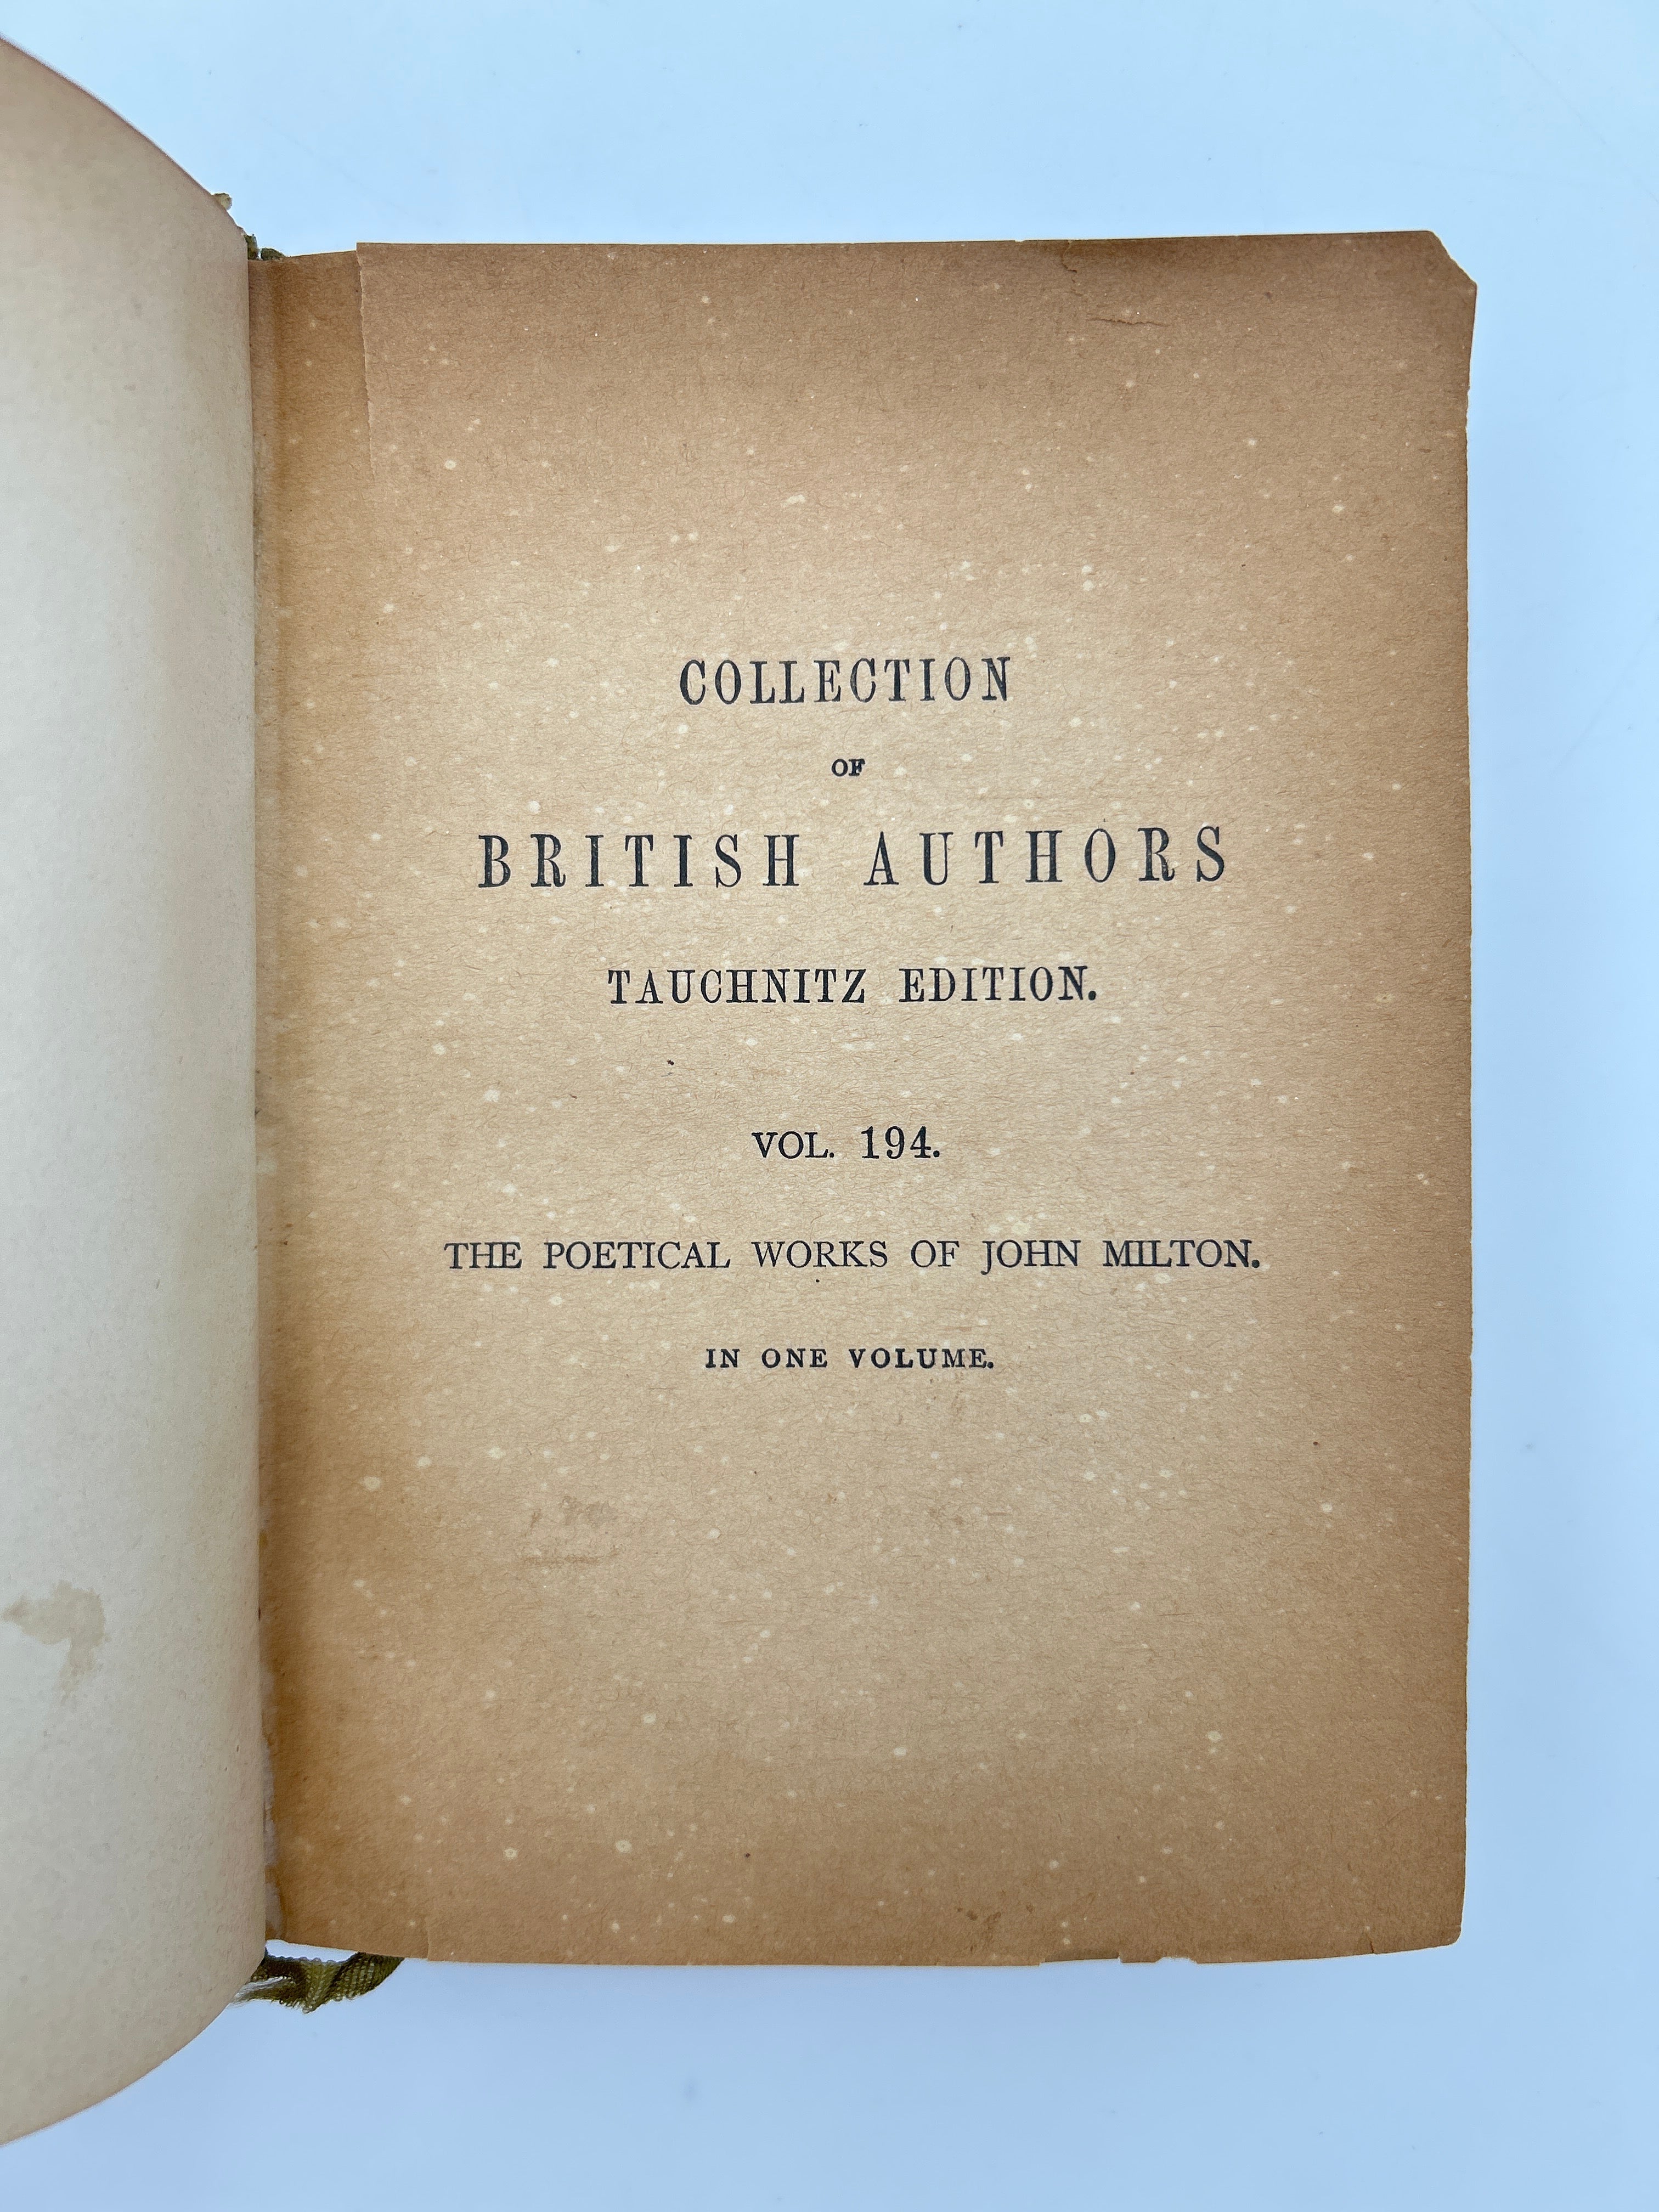 COLLECTION
OF
BRITISH AUTHORS
TAUCHNITZ EDITION.
VOL. 194.
THE POETICAL WORKS OF JOHN MILTON.
IN ONE VOLUME.